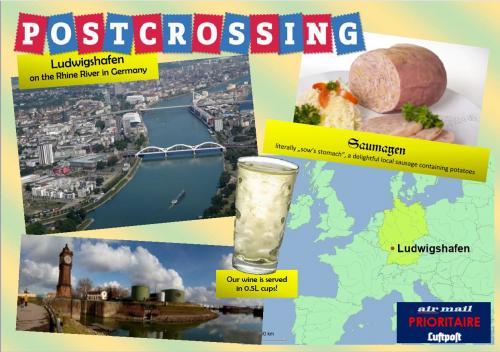 POSTCROSSING
Ludwigshafen
on the Rhine River in Germany
Saumagen
literally „sow's stomach", a delightful local sausage containing potatoes
Our wine is served
in 0.5L cups!
Ludwigshafen
air mail
PRIORITAIRE
Luftpost